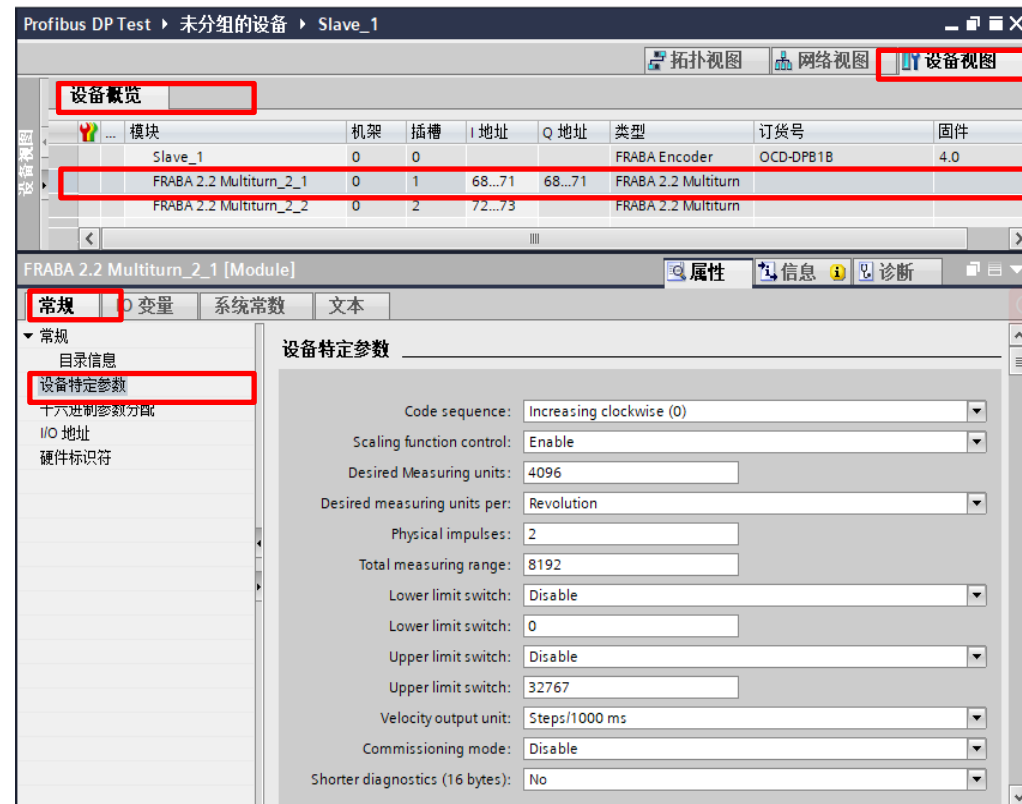 Profibus DP Test ▸ 未分组的设备 ▸ Slave_1
拓扑视图 网络视图 设备视图
设备概览
... 模块 机架 插槽 I 地址 Q 地址 类型 订货号 固件
Slave_1 0 0 FRABA Encoder OCD-DPB1B 4.0
FRABA 2.2 Multiturn_2_1 0 1 68...71 68...71 FRABA 2.2 Multiturn
FRABA 2.2 Multiturn_2_2 0 2 72...73 FRABA 2.2 Multiturn
设备视图
FRABA 2.2 Multiturn_2_1 [Module] 属性 信息 诊断
常规 IO 变量 系统常数 文本
常规
目录信息
设备特定参数
十六进制参数分配
I/O 地址
硬件标识符
设备特定参数
Code sequence: Increasing clockwise (0)
Scaling function control: Enable
Desired Measuring units: 4096
Desired measuring units per: Revolution
Physical impulses: 2
Total measuring range: 8192
Lower limit switch: Disable
Lower limit switch: 0
Upper limit switch: Disable
Upper limit switch: 32767
Velocity output unit: Steps/1000 ms
Commissioning mode: Disable
Shorter diagnostics (16 bytes): No